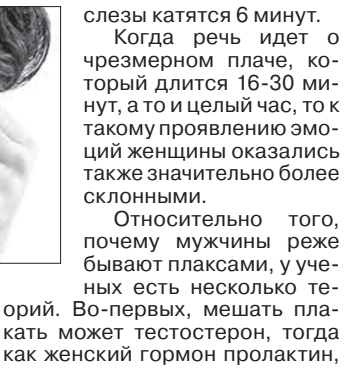 слезы катятся 6 минут.
Когда речь идет о
чрезмерном плаче, ко-
торый длится 16-30 ми-
нут, а то и целый час, то к
такому проявлению эмо-
ций женщины оказались
также значительно более
склонными.
Относительно того,
почему мужчины реже
бывают плаксами, у уче-
ных есть несколько те-
орий. Во-первых, мешать пла-
кать может тестостерон, тогда
как женский гормон пролактин,